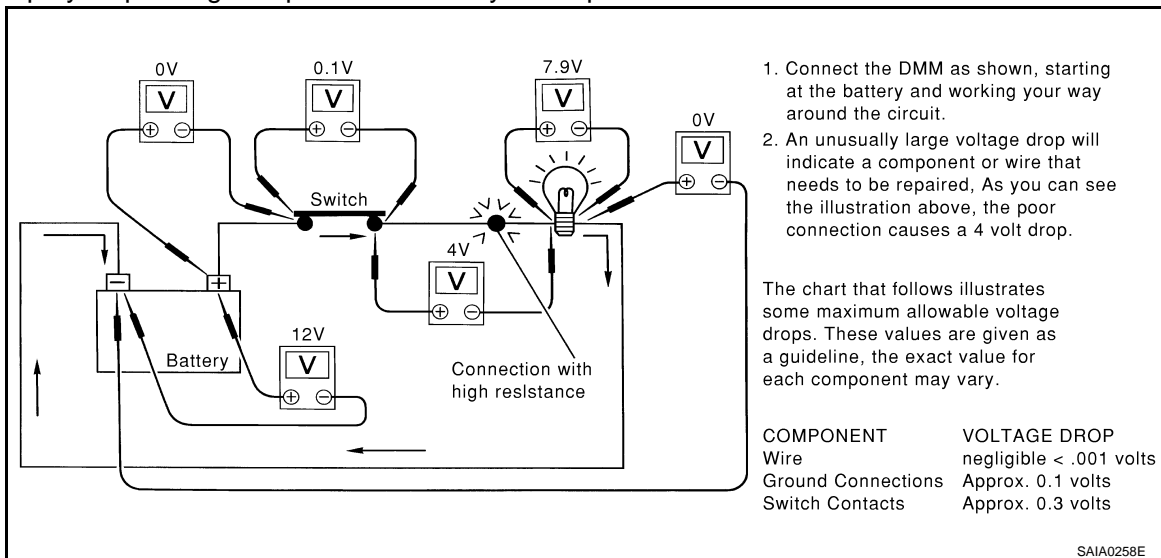 0V
0.1V
7.9V
0V
V
V
V
V
+ −
+ −
+ −
+ −
Switch
4V
V
+ −
− +
Battery
12V
V
+ −
Connection with
high resIstance
1. Connect the DMM as shown, starting
at the battery and working your way
around the circuit.
2. An unusually large voltage drop will
indicate a component or wire that
needs to be repaired, As you can see
the illustration above, the poor
connection causes a 4 volt drop.
The chart that follows illustrates
some maximum allowable voltage
drops. These values are given as
a guideline, the exact value for
each component may vary.
COMPONENT VOLTAGE DROP
Wire negligible < .001 volts
Ground Connections Approx. 0.1 volts
Switch Contacts Approx. 0.3 volts
SAIA0258E